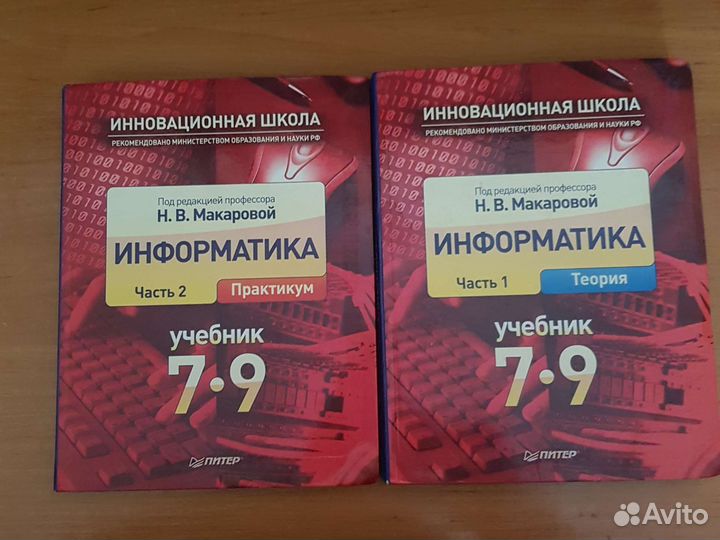 ИННОВАЦИОННАЯ ШКОЛА
РЕКОМЕНДОВАНО МИНИСТЕРСТВОМ ОБРАЗОВАНИЯ И НАУКИ РФ
Под редакцией профессора
Н. В. Макаровой
ИНФОРМАТИКА
Часть 2
Практикум
учебник
7•9
ПИТЕР
ИННОВАЦИОННАЯ ШКОЛА
РЕКОМЕНДОВАНО МИНИСТЕРСТВОМ ОБРАЗОВАНИЯ И НАУКИ РФ
Под редакцией профессора
Н. В. Макаровой
ИНФОРМАТИКА
Часть 1
Теория
учебник
7•9
ПИТЕР
Avito